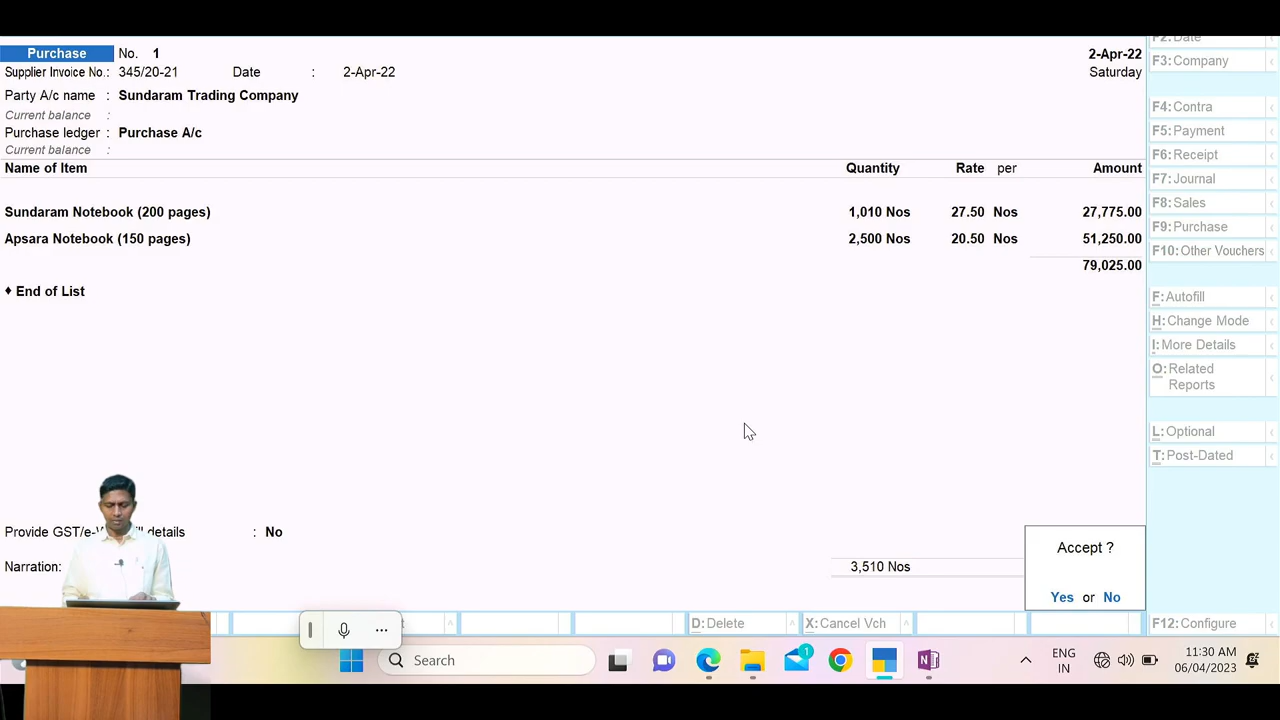 F2: Date
Purchase No. 1 2-Apr-22
Supplier Invoice No.: 345/20-21 Date : 2-Apr-22 Saturday
F3: Company
Party A/c name : Sundaram Trading Company
Current balance :
F4: Contra
Purchase ledger : Purchase A/c
F5: Payment
Current balance :
F6: Receipt
Name of Item Quantity Rate per Amount
F7: Journal
F8: Sales
Sundaram Notebook (200 pages) 1,010 Nos 27.50 Nos 27,775.00
F9: Purchase
Apsara Notebook (150 pages) 2,500 Nos 20.50 Nos 51,250.00
F10: Other Vouchers
79,025.00
♦ End of List
F: Autofill
H: Change Mode
I: More Details
O: Related
Reports
L: Optional
T: Post-Dated
Provide GST/e- details : No
Accept ?
Narration: 3,510 Nos
Yes or No
D: Delete X: Cancel Vch F12: Configure
Search ENG 11:30 AM
IN 06/04/2023
1